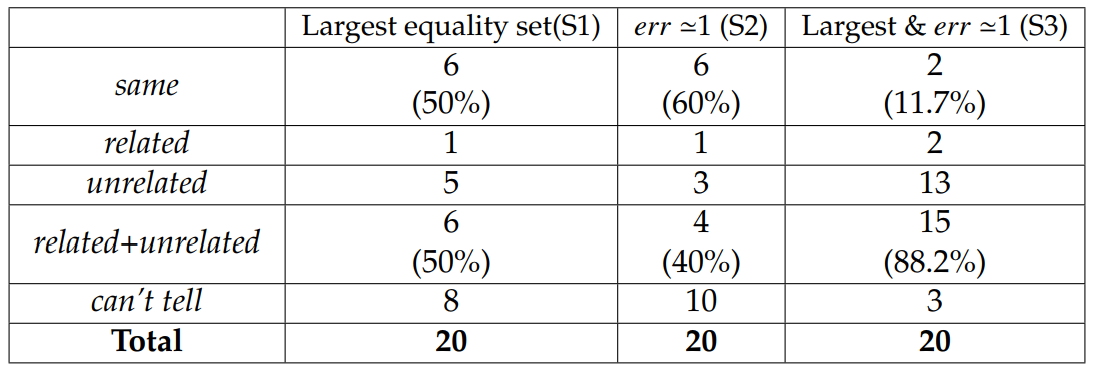 Largest equality set(S1) err ≃1 (S2) Largest & err ≃1 (S3)
same 6 6 2
(50%) (60%) (11.7%)
related 1 1 2
unrelated 5 3 13
related+unrelated 6 4 15
(50%) (40%) (88.2%)
can't tell 8 10 3
Total 20 20 20